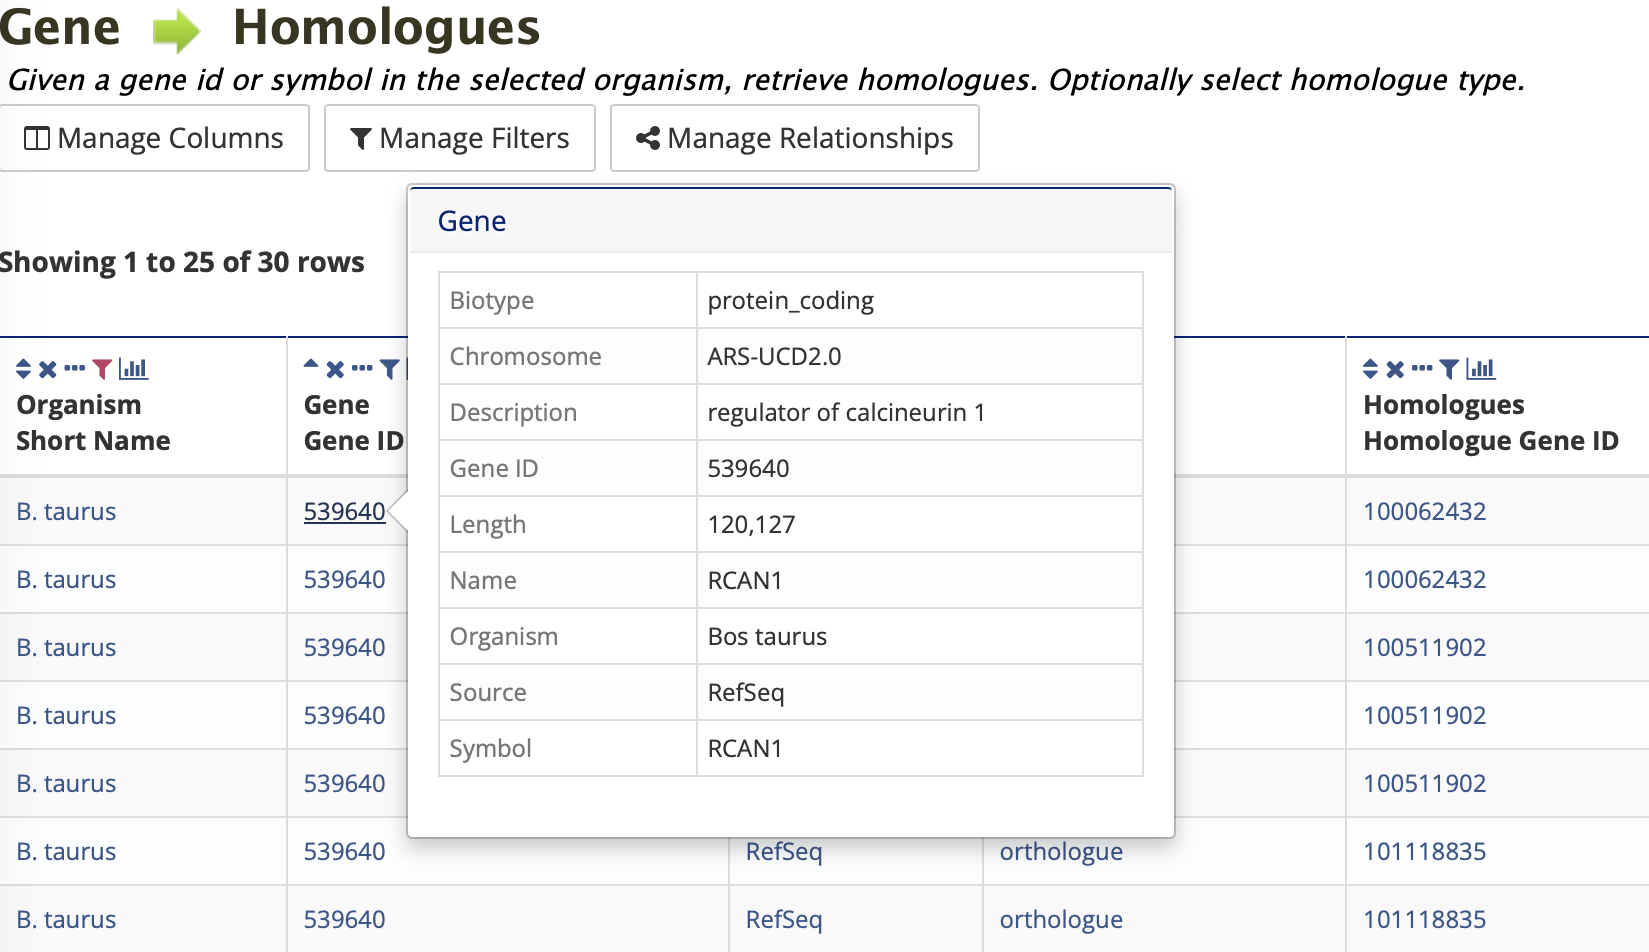 Gene Homologues
Given a gene id or symbol in the selected organism, retrieve homologues. Optionally select homologue type.
Manage Columns Manage Filters Manage Relationships
Showing 1 to 25 of 30 rows
Organism Short Name
Gene Gene ID
Homologues Homologue Gene ID
Gene
Biotype protein_coding
Chromosome ARS-UCD2.0
Description regulator of calcineurin 1
Gene ID 539640
Length 120,127
Name RCAN1
Organism Bos taurus
Source RefSeq
Symbol RCAN1
B. taurus 539640 100062432
B. taurus 539640 100062432
B. taurus 539640 100511902
B. taurus 539640 100511902
B. taurus 539640 100511902
B. taurus 539640 RefSeq orthologue 101118835
B. taurus 539640 RefSeq orthologue 101118835